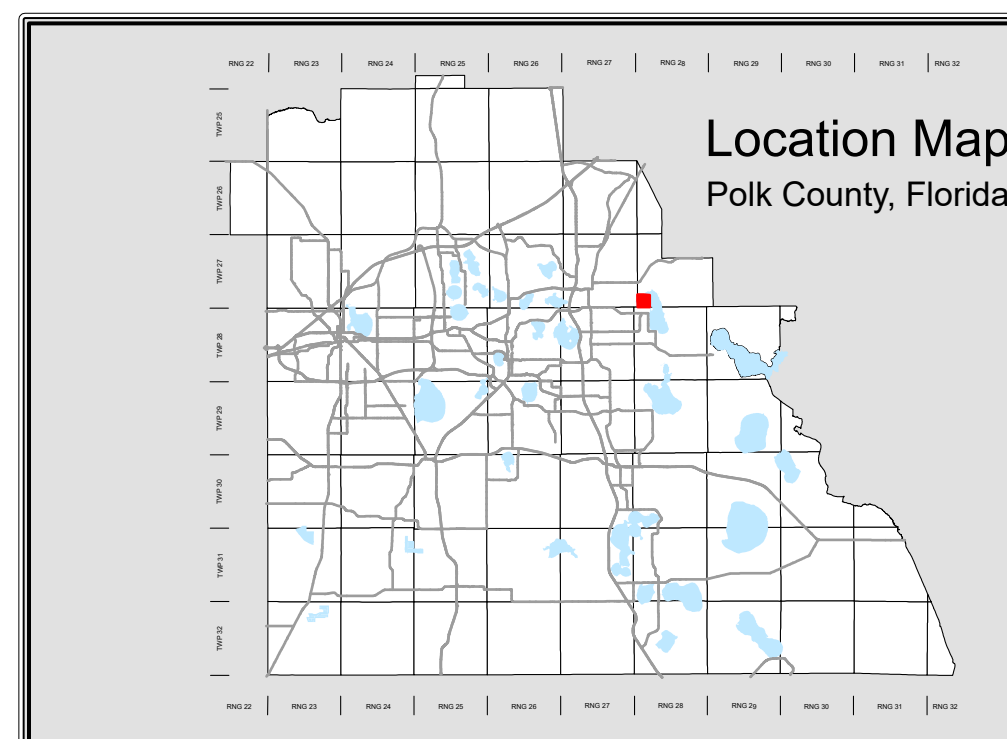 RNG 22 RNG 23 RNG 24 RNG 25 RNG 26 RNG 27 RNG 28 RNG 29 RNG 30 RNG 31 RNG 32
Location Map
Polk County, Florida
TWP 25
TWP 26
TWP 27
TWP 28
TWP 29
TWP 30
TWP 31
TWP 32
RNG 22 RNG 23 RNG 24 RNG 25 RNG 26 RNG 27 RNG 28 RNG 29 RNG 30 RNG 31 RNG 32